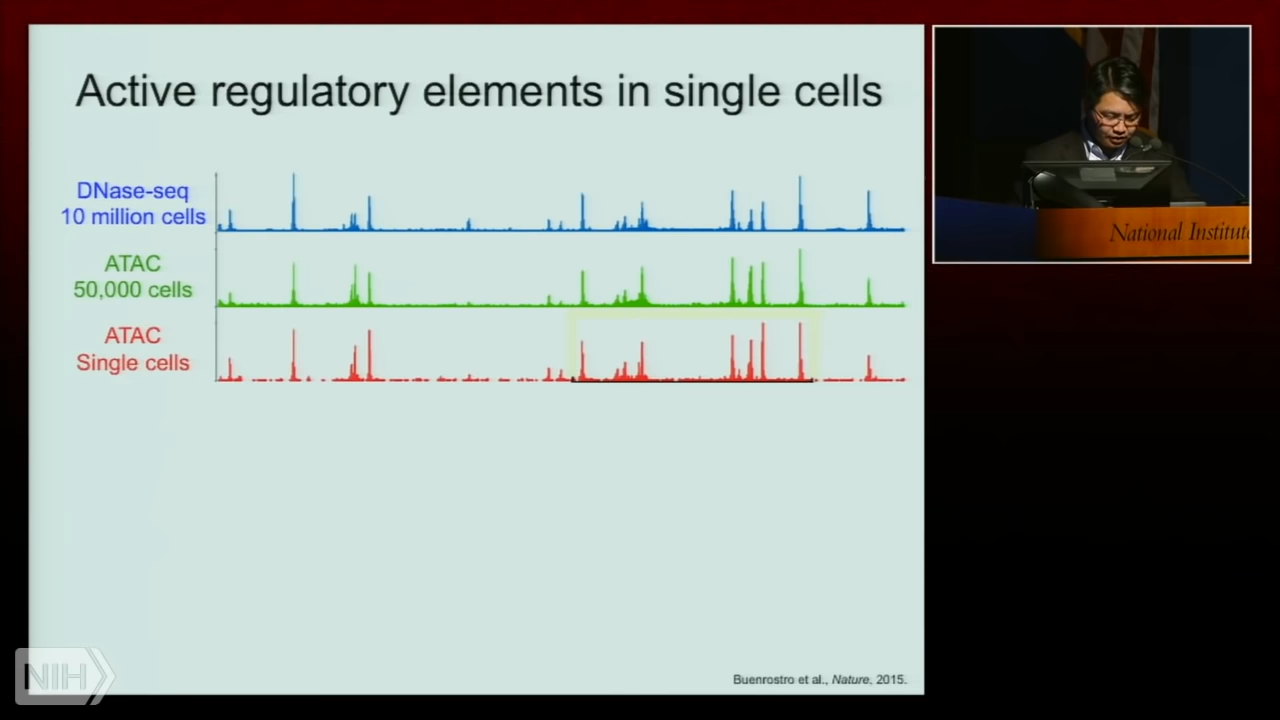 Active regulatory elements in single cells
DNase-seq
10 million cells
ATAC
50,000 cells
ATAC
Single cells
Buenrostro et al., Nature, 2015.
National Institute
NIH